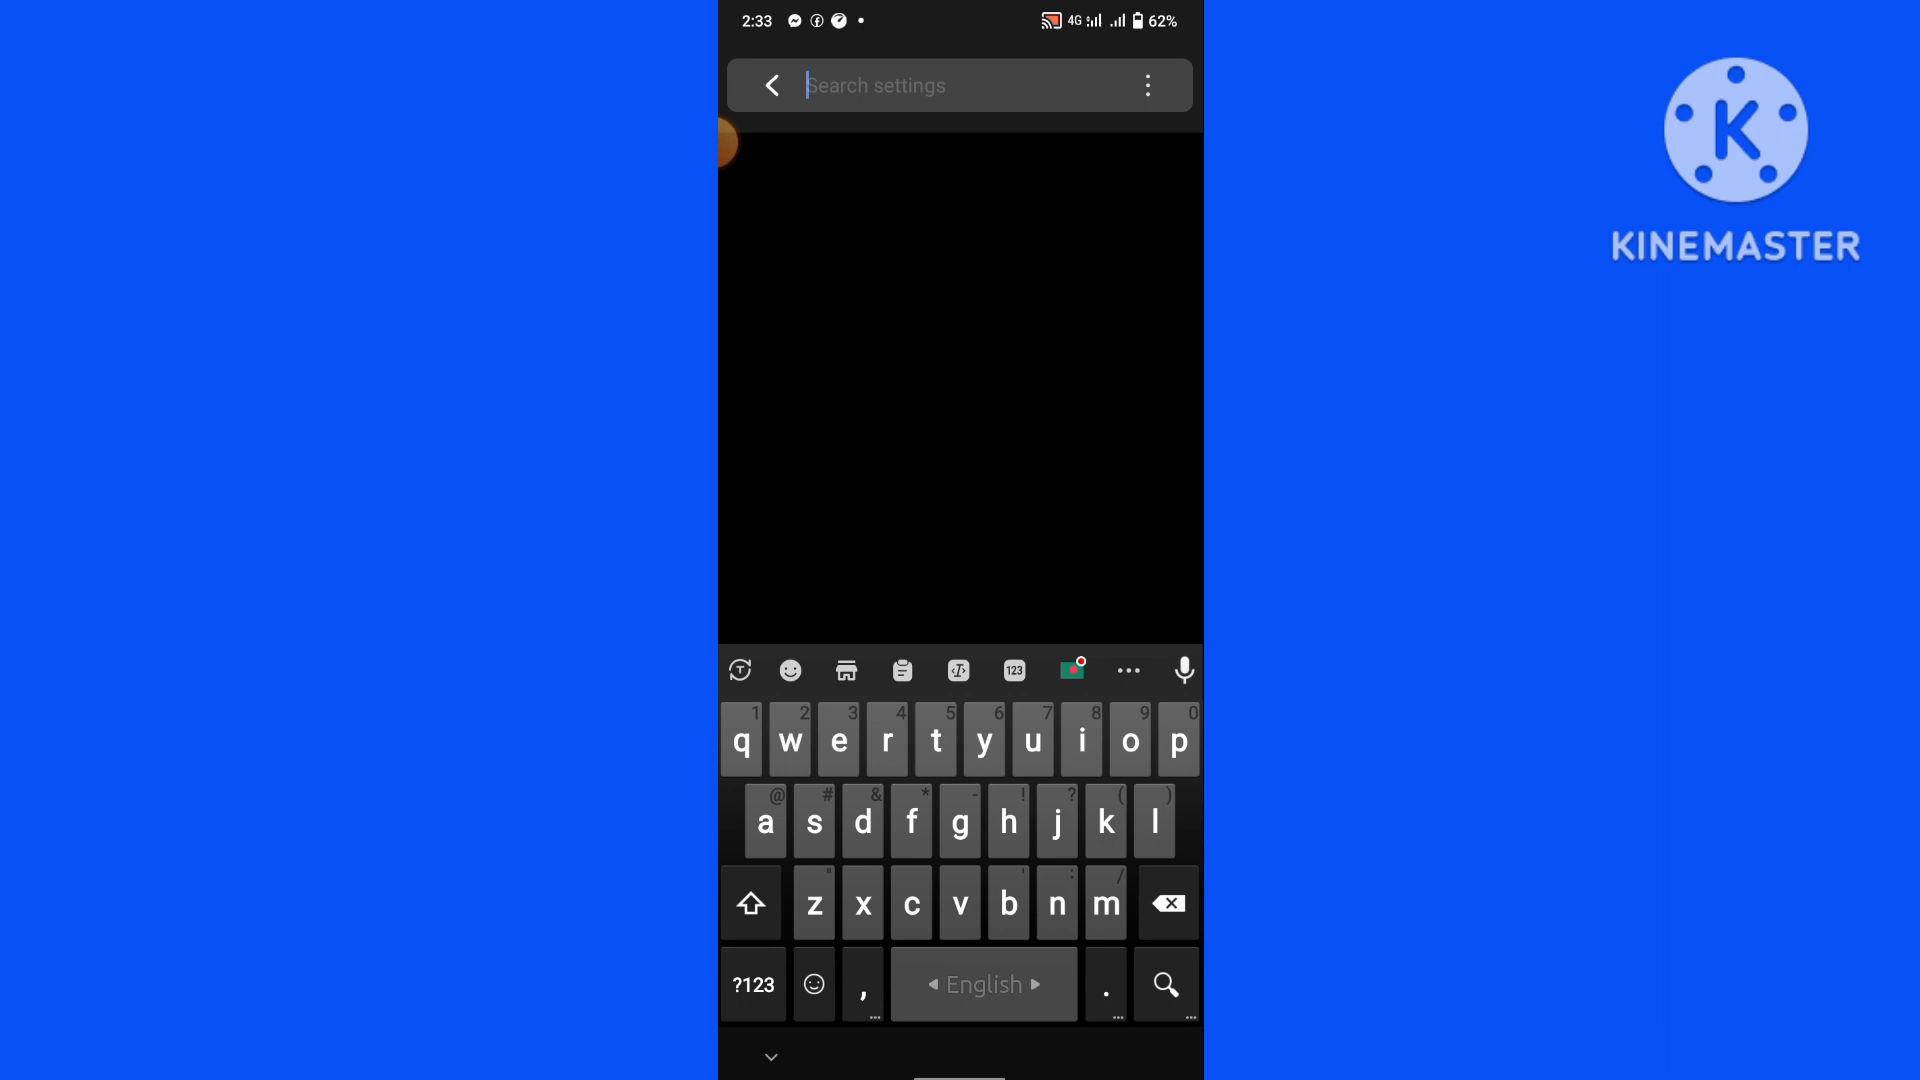 2:33 4G 62%
Search settings
K
KINEMASTER
T 123
1 2 3 4 5 6 7 8 9 0
q w e r t y u i o p
@ # & * - ! ? ( )
a s d f g h j k l
" ' : /
z x c v b n m
?123 , English .